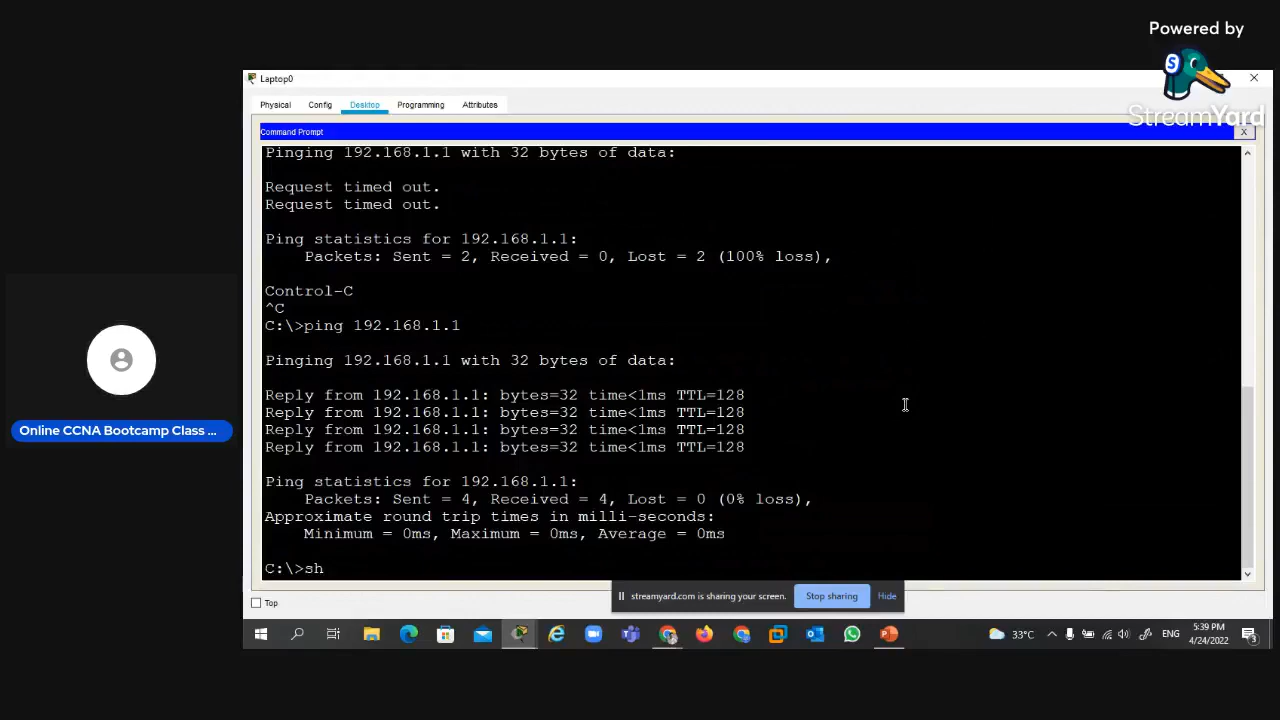 Powered by
StreamYard
Laptop0
Physical Config Desktop Programming Attributes
Command Prompt
X
Pinging 192.168.1.1 with 32 bytes of data:
Request timed out.
Request timed out.
Ping statistics for 192.168.1.1:
Packets: Sent = 2, Received = 0, Lost = 2 (100% loss),
Control-C
^C
C:\>ping 192.168.1.1
Pinging 192.168.1.1 with 32 bytes of data:
Reply from 192.168.1.1: bytes=32 time<1ms TTL=128
Reply from 192.168.1.1: bytes=32 time<1ms TTL=128
Reply from 192.168.1.1: bytes=32 time<1ms TTL=128
Reply from 192.168.1.1: bytes=32 time<1ms TTL=128
Ping statistics for 192.168.1.1:
Packets: Sent = 4, Received = 4, Lost = 0 (0% loss),
Approximate round trip times in milli-seconds:
Minimum = 0ms, Maximum = 0ms, Average = 0ms
C:\>sh
Online CCNA Bootcamp Class ...
streamyard.com is sharing your screen. Stop sharing Hide
Top
33°C ENG 5:39 PM
4/24/2022
3